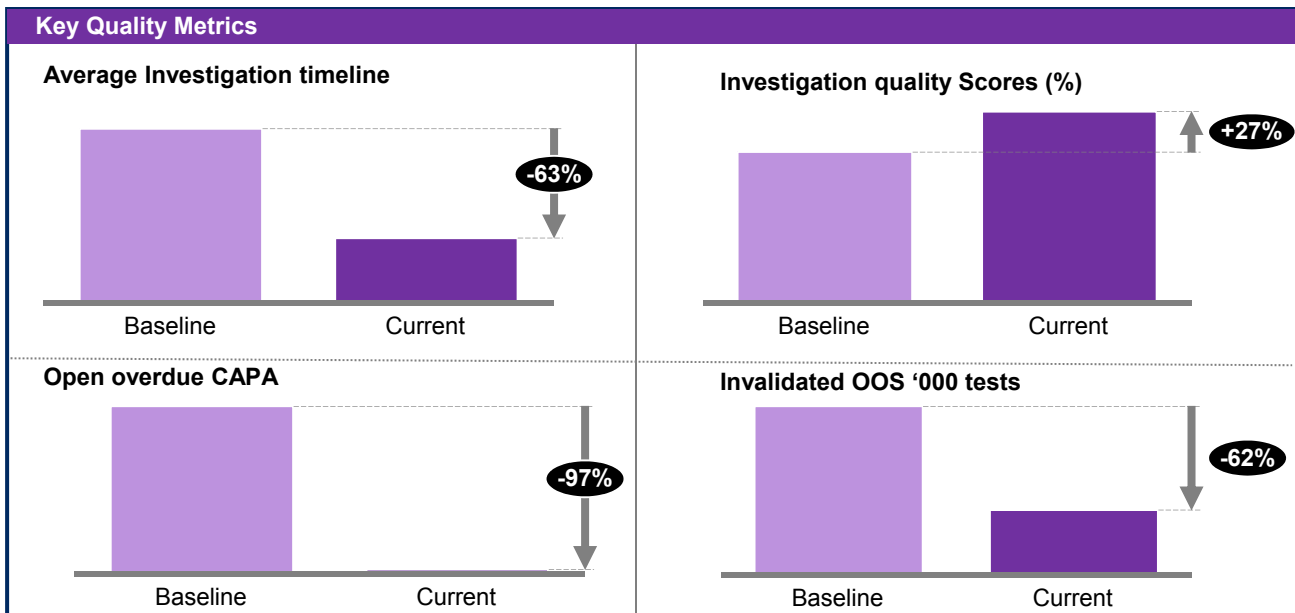 Key Quality Metrics
Average Investigation timeline
-63%
Baseline Current
Investigation quality Scores (%)
+27%
Baseline Current
Open overdue CAPA
-97%
Baseline Current
Invalidated OOS ‘000 tests
-62%
Baseline Current